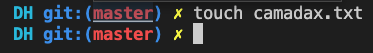 DH git:(master) ✗ touch camadax.txt
DH git:(master) ✗